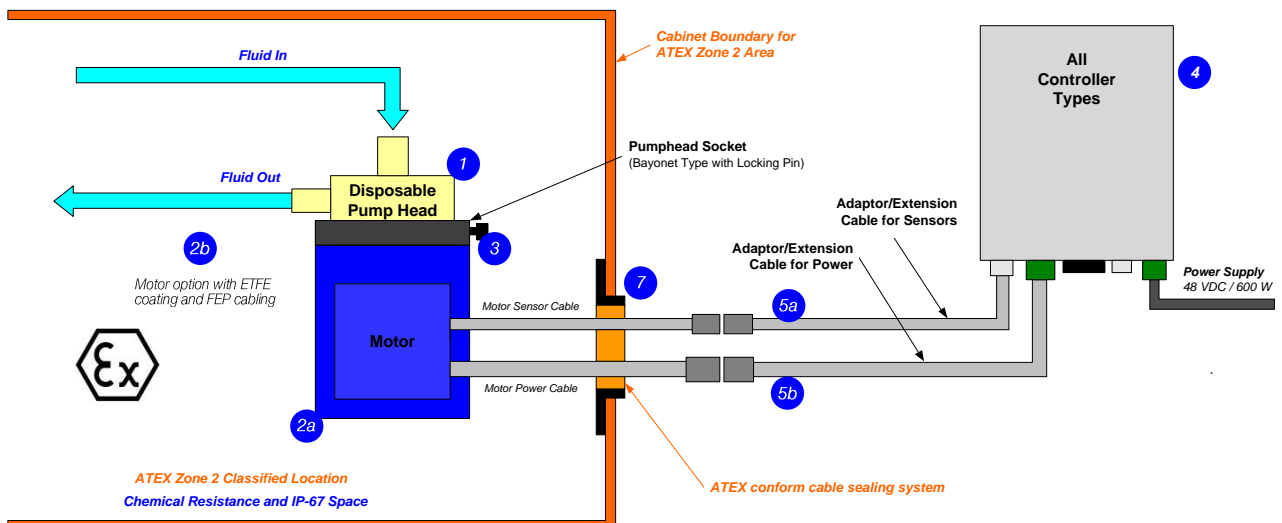 Fluid In
Cabinet Boundary for
ATEX Zone 2 Area
All
Controller
Types
4
Pumphead Socket
(Bayonet Type with Locking Pin)
1
Fluid Out
Disposable
Pump Head
Adaptor/Extension
Cable for Sensors
2b
3
Adaptor/Extension
Cable for Power
Motor option with ETFE
coating and FEP cabling
7
Power Supply
48 VDC / 600 W
Motor Sensor Cable
5a
Motor
εx
Motor Power Cable
5b
2a
ATEX Zone 2 Classified Location
Chemical Resistance and IP-67 Space
ATEX conform cable sealing system